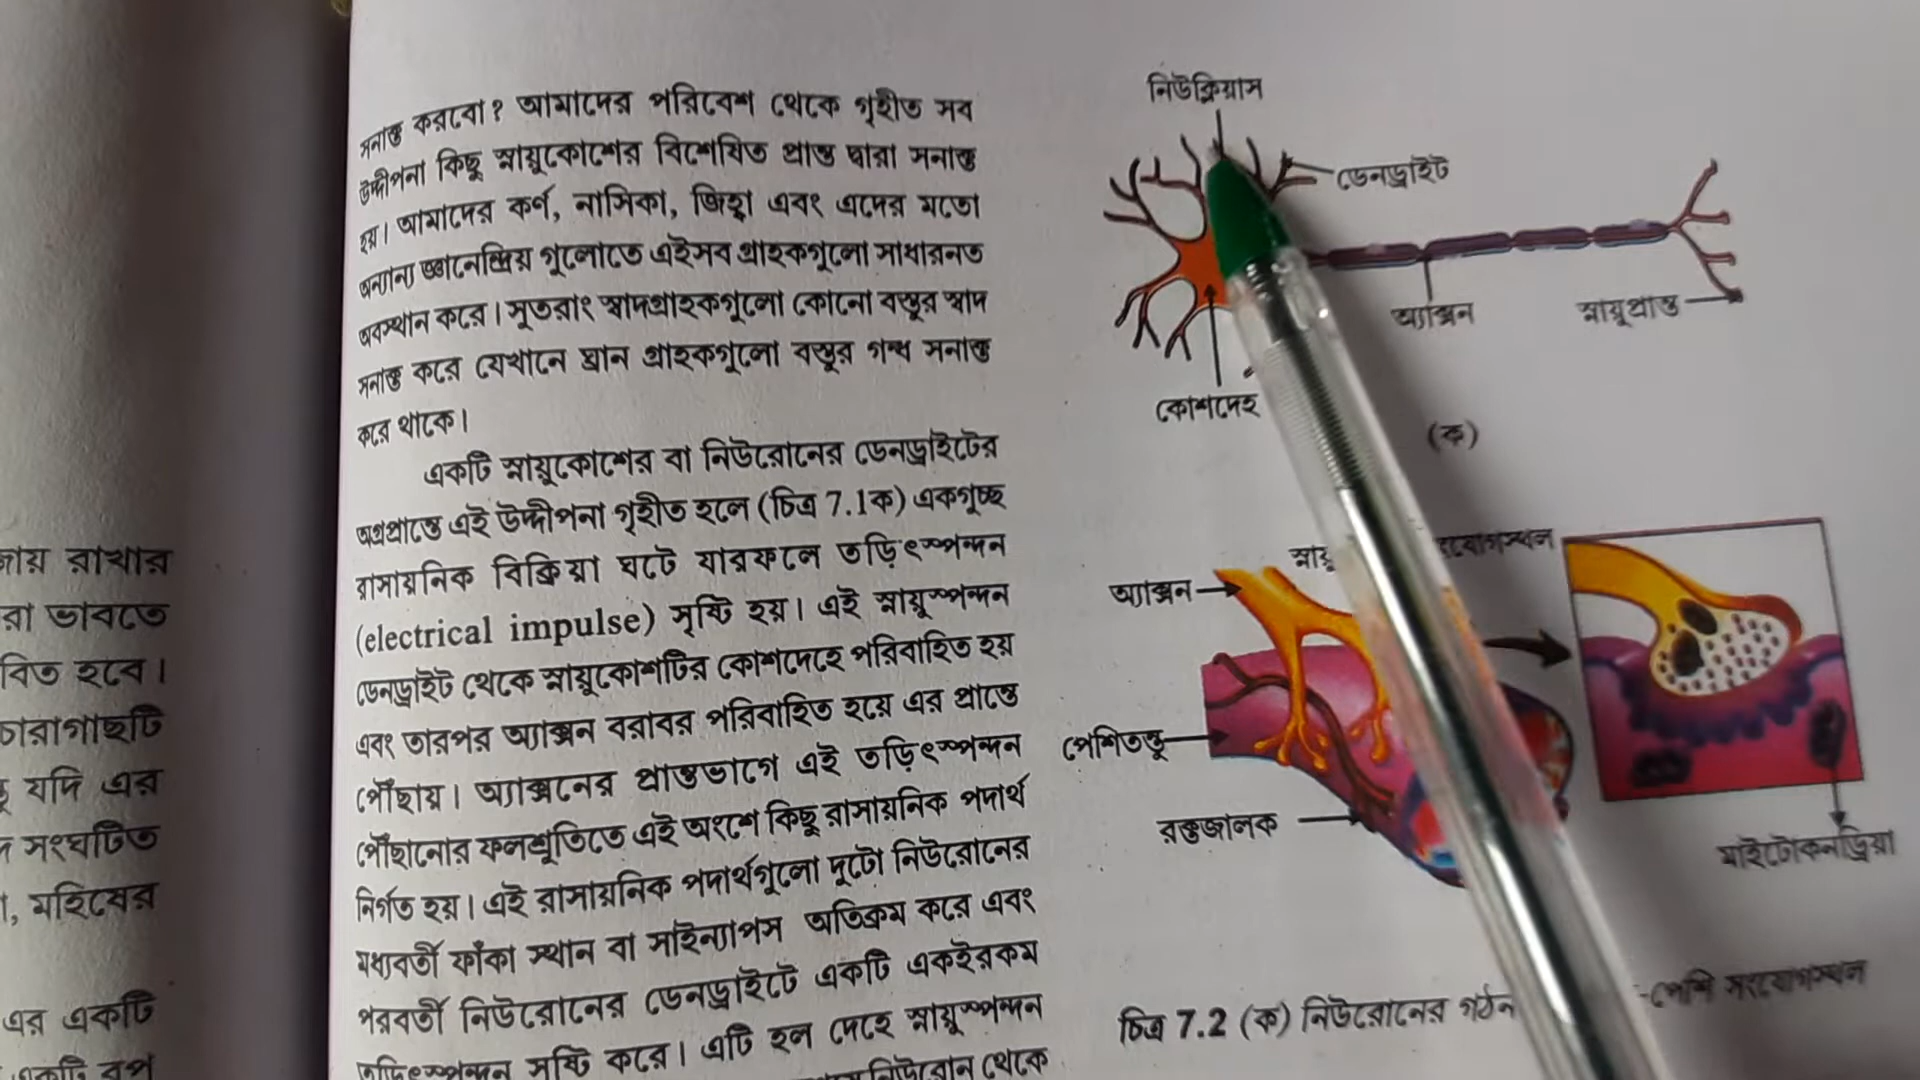 জায় রাখার
রা ভাবতে
বিত হবে।
চারাগাছটি
যদি এর
সংঘটিত
মহিষের
এর একটি
একটি রূপ
সনাক্ত করবো? আমাদের পরিবেশ থেকে গৃহীত সব
উদ্দীপনা কিছু স্নায়ুকোশের বিশেষিত প্রান্ত দ্বারা সনাক্ত
হয়। আমাদের কর্ণ, নাসিকা, জিহ্বা এবং এদের মতো
অন্যান্য জ্ঞানেন্দ্রিয় গুলোতে এইসব গ্রাহকগুলো সাধারনত
অবস্থান করে। সুতরাং স্বাদগ্রাহকগুলো কোনো বস্তুর স্বাদ
সনাক্ত করে যেখানে ঘ্রান গ্রাহকগুলো বস্তুর গন্ধ সনাক্ত
করে থাকে।
একটি স্নায়ুকোশের বা নিউরোনের ডেনড্রাইটের
অগ্রপ্রান্তে এই উদ্দীপনা গৃহীত হলে (চিত্র 7.1ক) একগুচ্ছ
রাসায়নিক বিক্রিয়া ঘটে যারফলে তড়িৎস্পন্দন
(electrical impulse) সৃষ্টি হয়। এই স্নায়ুস্পন্দন
ডেনড্রাইট থেকে স্নায়ুকোশটির কোশদেহে পরিবাহিত হয়
এবং তারপর অ্যাক্সন বরাবর পরিবাহিত হয়ে এর প্রান্তে
পৌঁছায়। অ্যাক্সনের প্রান্তভাগে এই তড়িৎস্পন্দন
পৌঁছানোর ফলশ্রুতিতে এই অংশে কিছু রাসায়নিক পদার্থ
নির্গত হয়। এই রাসায়নিক পদার্থগুলো দুটো নিউরোনের
মধ্যবর্তী ফাঁকা স্থান বা সাইন্যাপস অতিক্রম করে এবং
পরবর্তী নিউরোনের ডেনড্রাইটে একটি একইরকম
তড়িৎস্পন্দন সৃষ্টি করে। এটি হল দেহে স্নায়ুস্পন্দন
নিউরোন থেকে
নিউক্লিয়াস
ডেনড্রাইট
অ্যাক্সন
স্নায়ুপ্রান্ত
কোশদেহ
(ক)
স্নায়ু
যোগস্থল
অ্যাক্সন
পেশিতন্তু
রক্তজালক
মাইটোকনড্রিয়া
চিত্র 7.2 (ক) নিউরোনের গঠন
-পেশি সংযোগস্থল